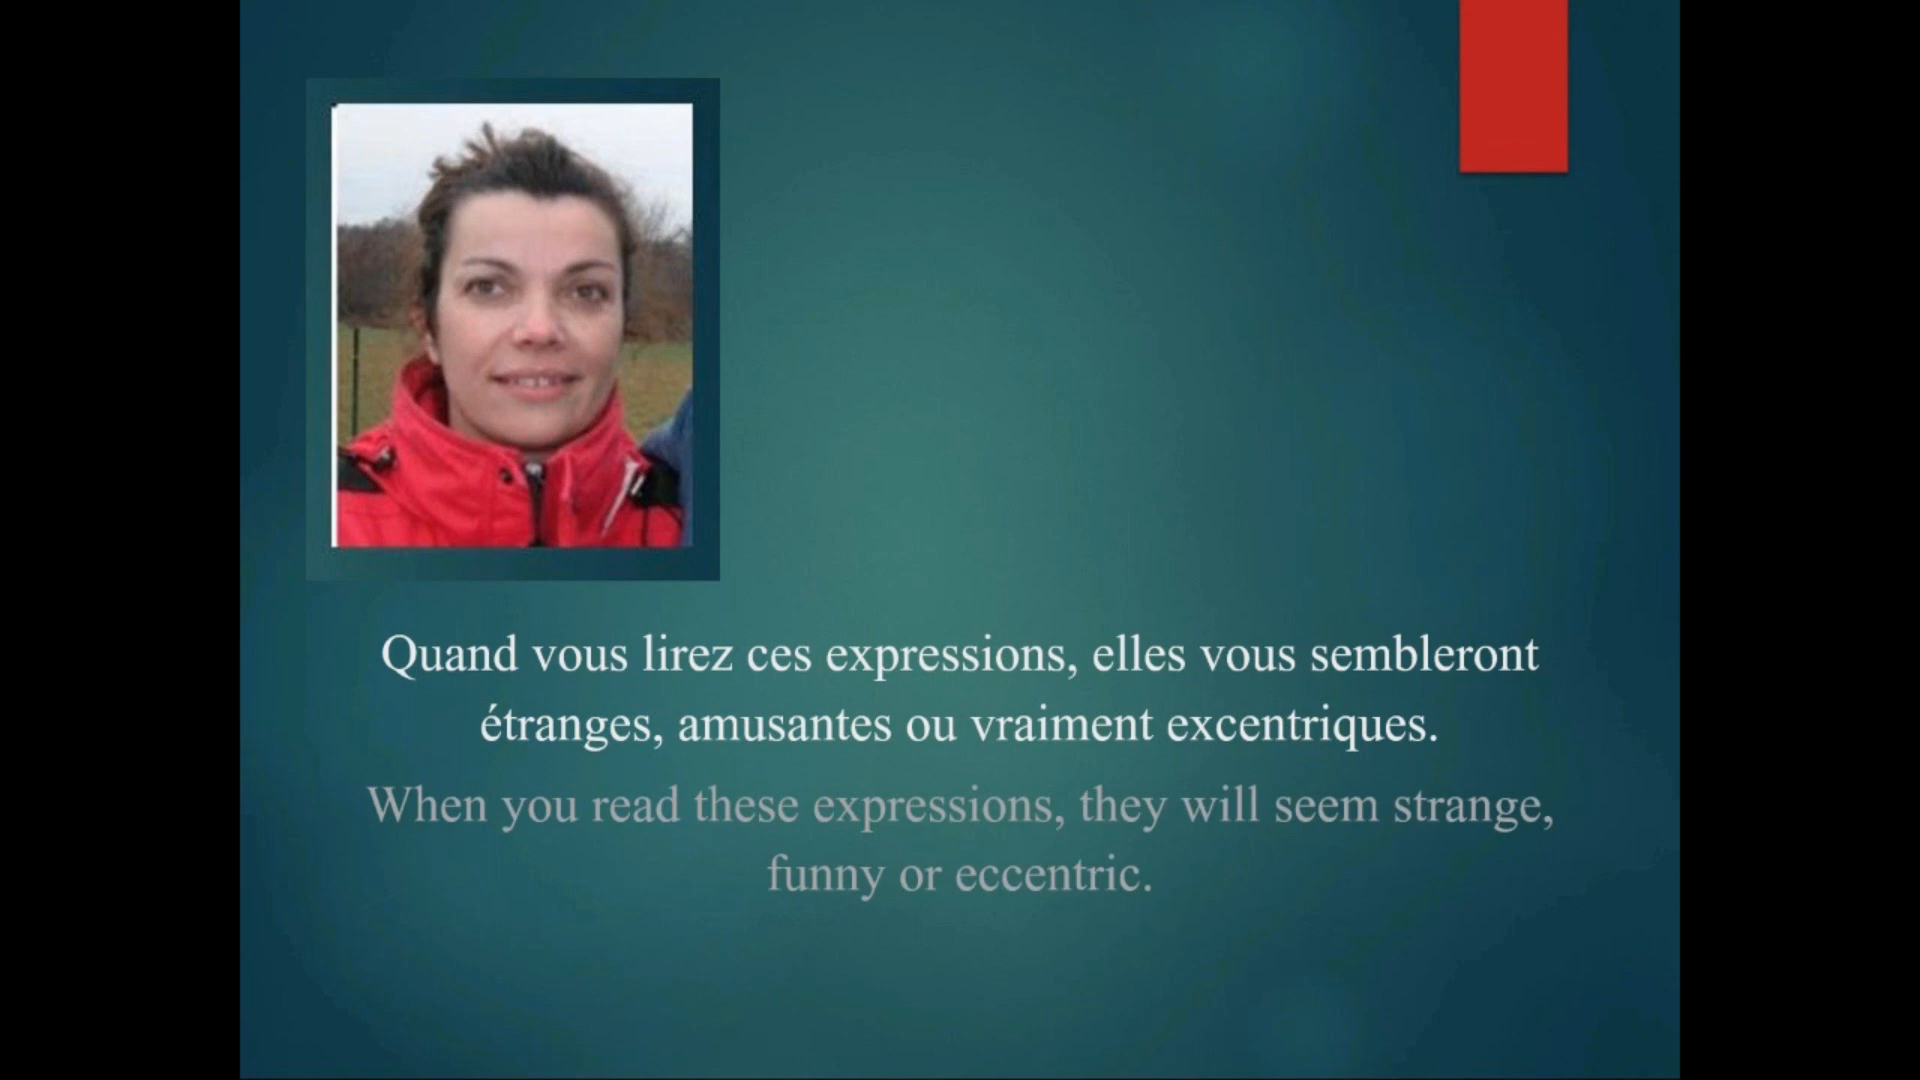 Quand vous lirez ces expressions, elles vous sembleront
étranges, amusantes ou vraiment excentriques.
When you read these expressions, they will seem strange,
funny or eccentric.